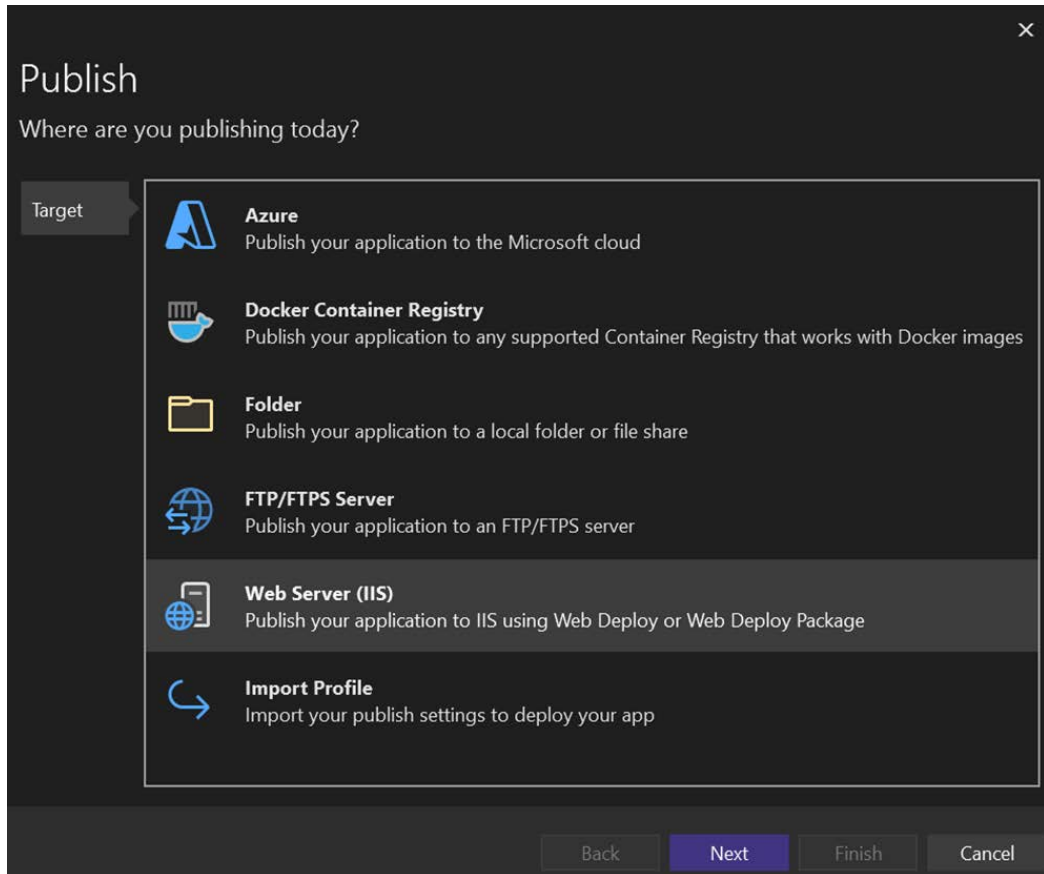 Publish
Where are you publishing today?
Target
Azure
Publish your application to the Microsoft cloud
Docker Container Registry
Publish your application to any supported Container Registry that works with Docker images
Folder
Publish your application to a local folder or file share
FTP/FTPS Server
Publish your application to an FTP/FTPS server
Web Server (IIS)
Publish your application to IIS using Web Deploy or Web Deploy Package
Import Profile
Import your publish settings to deploy your app
Back
Next
Finish
Cancel